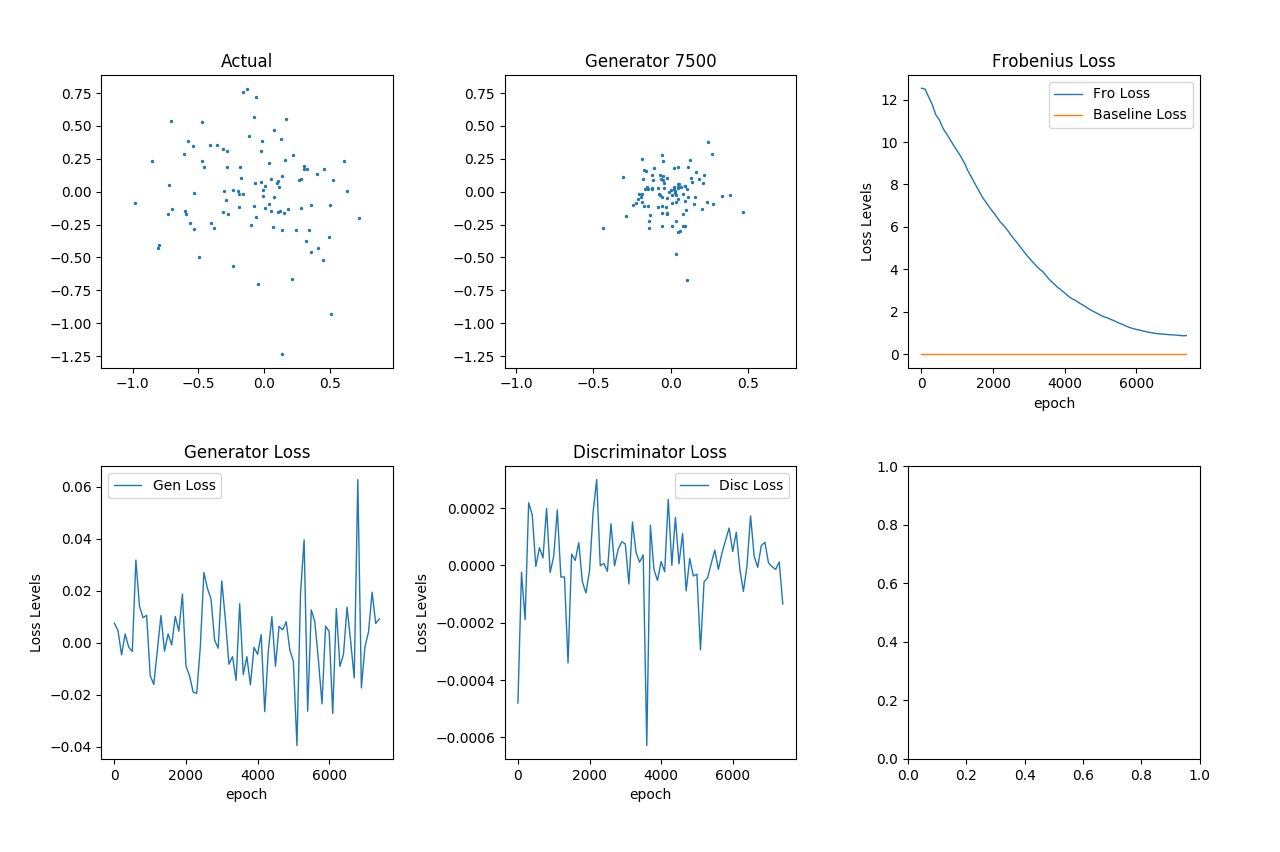 Actual
0.75
0.50
0.25
0.00
−0.25
−0.50
−0.75
−1.00
−1.25
−1.0 −0.5 0.0 0.5
Generator 7500
0.75
0.50
0.25
0.00
−0.25
−0.50
−0.75
−1.00
−1.25
−1.0 −0.5 0.0 0.5
Frobenius Loss
Fro Loss
Baseline Loss
Loss Levels
12
10
8
6
4
2
0
0 2000 4000 6000
epoch
Generator Loss
Gen Loss
Loss Levels
0.06
0.04
0.02
0.00
−0.02
−0.04
0 2000 4000 6000
epoch
Discriminator Loss
Disc Loss
Loss Levels
0.0002
0.0000
−0.0002
−0.0004
−0.0006
0 2000 4000 6000
epoch
1.0
0.8
0.6
0.4
0.2
0.0
0.0 0.2 0.4 0.6 0.8 1.0